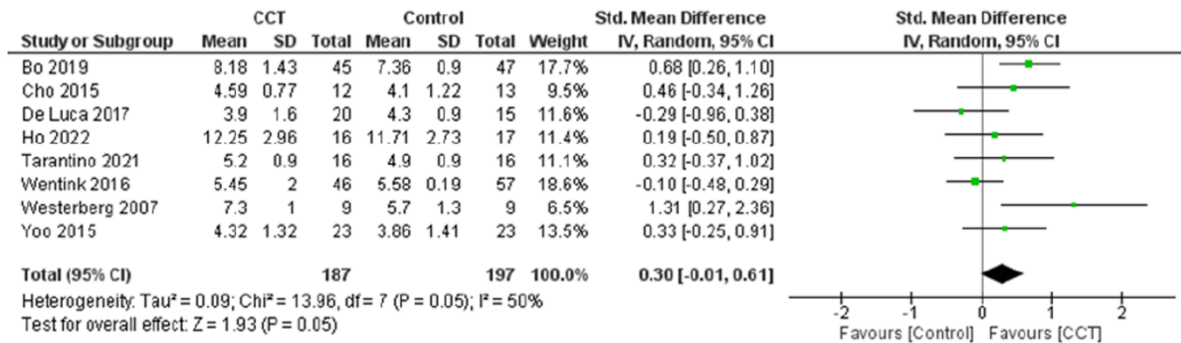 CCT Control Std. Mean Difference Std. Mean Difference
Study or Subgroup Mean SD Total Mean SD Total Weight IV, Random, 95% CI IV, Random, 95% CI
Bo 2019 8.18 1.43 45 7.36 0.9 47 17.7% 0.68 [0.26, 1.10]
Cho 2015 4.59 0.77 12 4.1 1.22 13 9.5% 0.46 [-0.34, 1.26]
De Luca 2017 3.9 1.6 20 4.3 0.9 15 11.6% -0.29 [-0.96, 0.38]
Ho 2022 12.25 2.96 16 11.71 2.73 17 11.4% 0.19 [-0.50, 0.87]
Tarantino 2021 5.2 0.9 16 4.9 0.9 16 11.1% 0.32 [-0.37, 1.02]
Wentink 2016 5.45 2 46 5.58 0.19 57 18.6% -0.10 [-0.48, 0.29]
Westerberg 2007 7.3 1 9 5.7 1.3 9 6.5% 1.31 [0.27, 2.36]
Yoo 2015 4.32 1.32 23 3.86 1.41 23 13.5% 0.33 [-0.25, 0.91]
Total (95% CI) 187 197 100.0% 0.30 [-0.01, 0.61]
Heterogeneity: Tau² = 0.09; Chi² = 13.96, df = 7 (P = 0.05); I² = 50%
Test for overall effect: Z = 1.93 (P = 0.05)
-2 -1 0 1 2
Favours [Control] Favours [CCT]